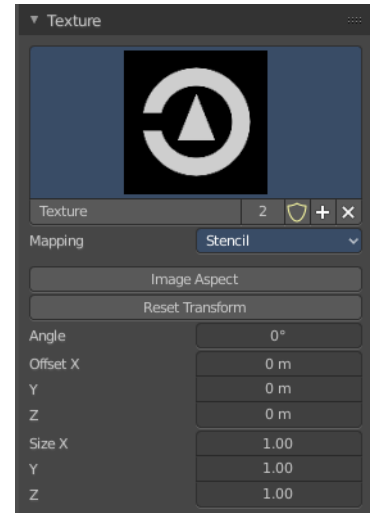 Texture
Texture 2
Mapping Stencil
Image Aspect
Reset Transform
Angle 0°
Offset X 0 m
Y 0 m
Z 0 m
Size X 1.00
Y 1.00
Z 1.00